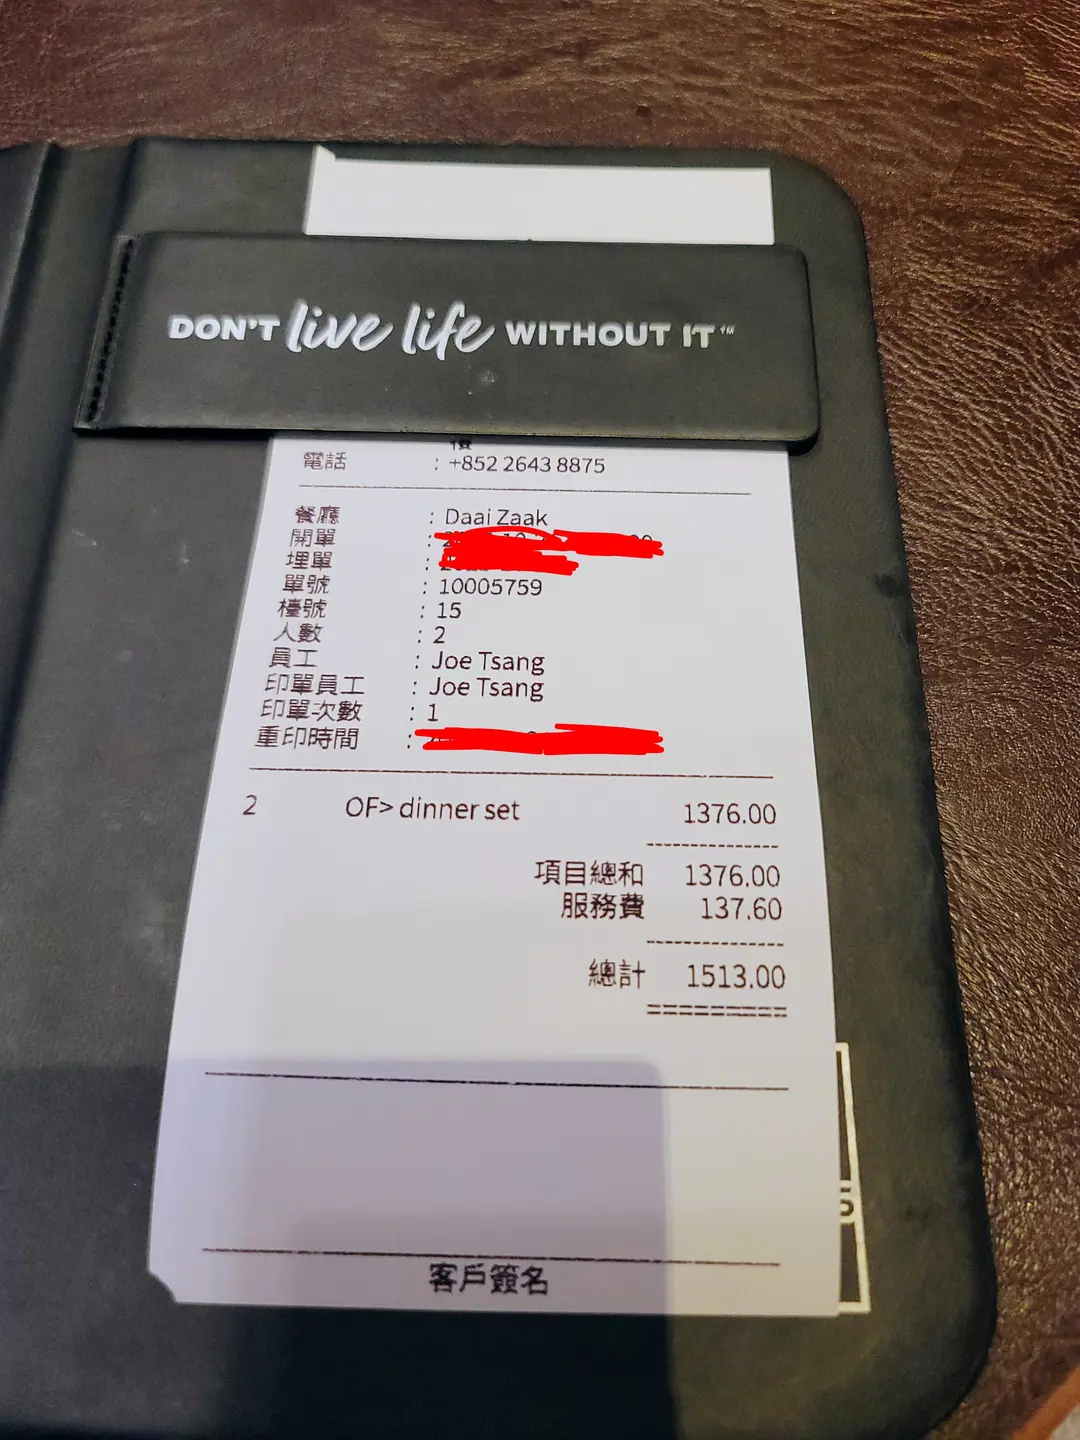 DON'T live life WITHOUT IT™
電話 : +852 2643 8875
餐廳 : Daai Zaak
開單 :
埋單 :
單號 : 10005759
檯號 : 15
人數 : 2
員工 : Joe Tsang
印單員工 : Joe Tsang
印單次數 : 1
重印時間 :
2 OF> dinner set 1376.00
項目總和 1376.00
服務費 137.60
總計 1513.00
=========
客戶簽名
5